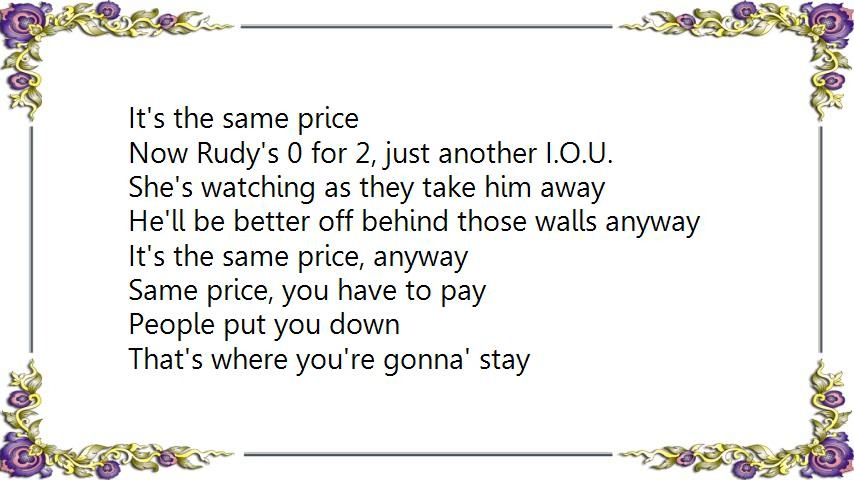 It's the same price
Now Rudy's 0 for 2, just another I.O.U.
She's watching as they take him away
He'll be better off behind those walls anyway
It's the same price, anyway
Same price, you have to pay
People put you down
That's where you're gonna' stay